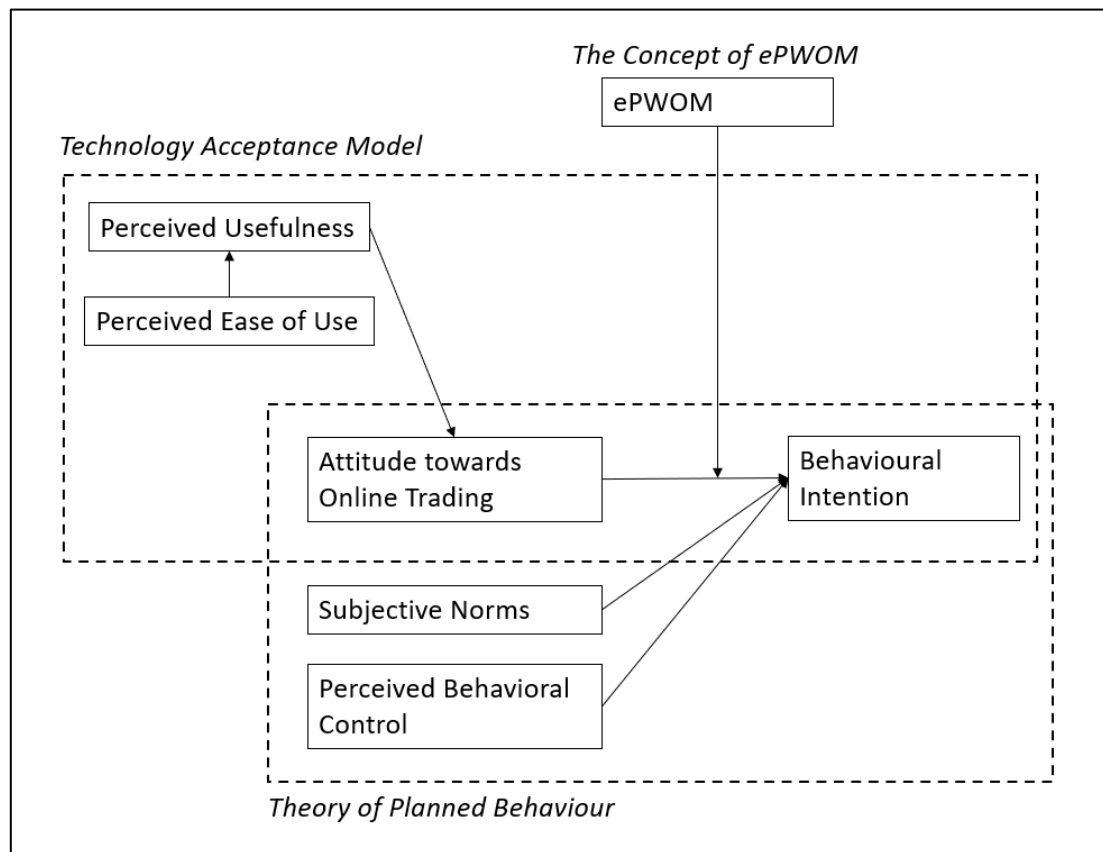 The Concept of ePWOM
ePWOM
Technology Acceptance Model
Perceived Usefulness
Perceived Ease of Use
Attitude towards
Online Trading
Behavioural
Intention
Subjective Norms
Perceived Behavioral
Control
Theory of Planned Behaviour